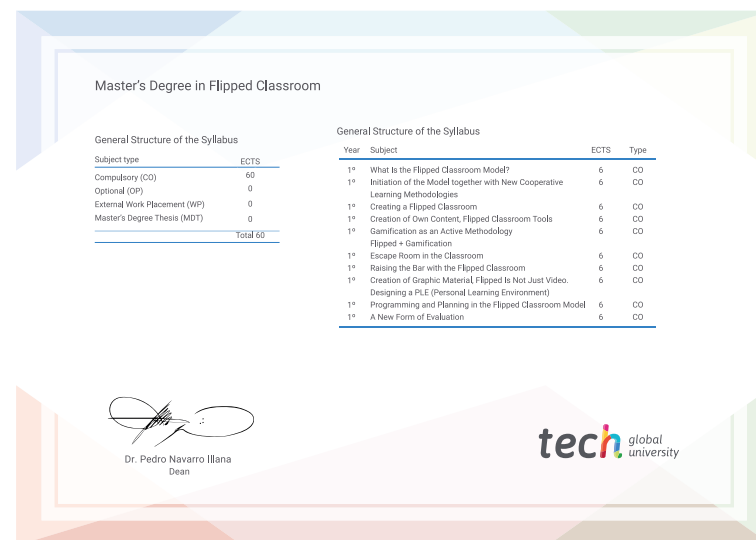 Master's Degree in Flipped Classroom
General Structure of the Syllabus
Subject type ECTS
Compulsory (CO) 60
Optional (OP) 0
External Work Placement (WP) 0
Master's Degree Thesis (MDT) 0
Total 60
General Structure of the Syllabus
Year Subject ECTS Type
1º What Is the Flipped Classroom Model? 6 CO
1º Initiation of the Model together with New Cooperative 6 CO
Learning Methodologies
1º Creating a Flipped Classroom 6 CO
1º Creation of Own Content, Flipped Classroom Tools 6 CO
1º Gamification as an Active Methodology 6 CO
Flipped + Gamification
1º Escape Room in the Classroom 6 CO
1º Raising the Bar with the Flipped Classroom 6 CO
1º Creation of Graphic Material, Flipped Is Not Just Video. 6 CO
Designing a PLE (Personal Learning Environment)
1º Programming and Planning in the Flipped Classroom Model 6 CO
1º A New Form of Evaluation 6 CO
Dr. Pedro Navarro Illana
Dean
tech global
university